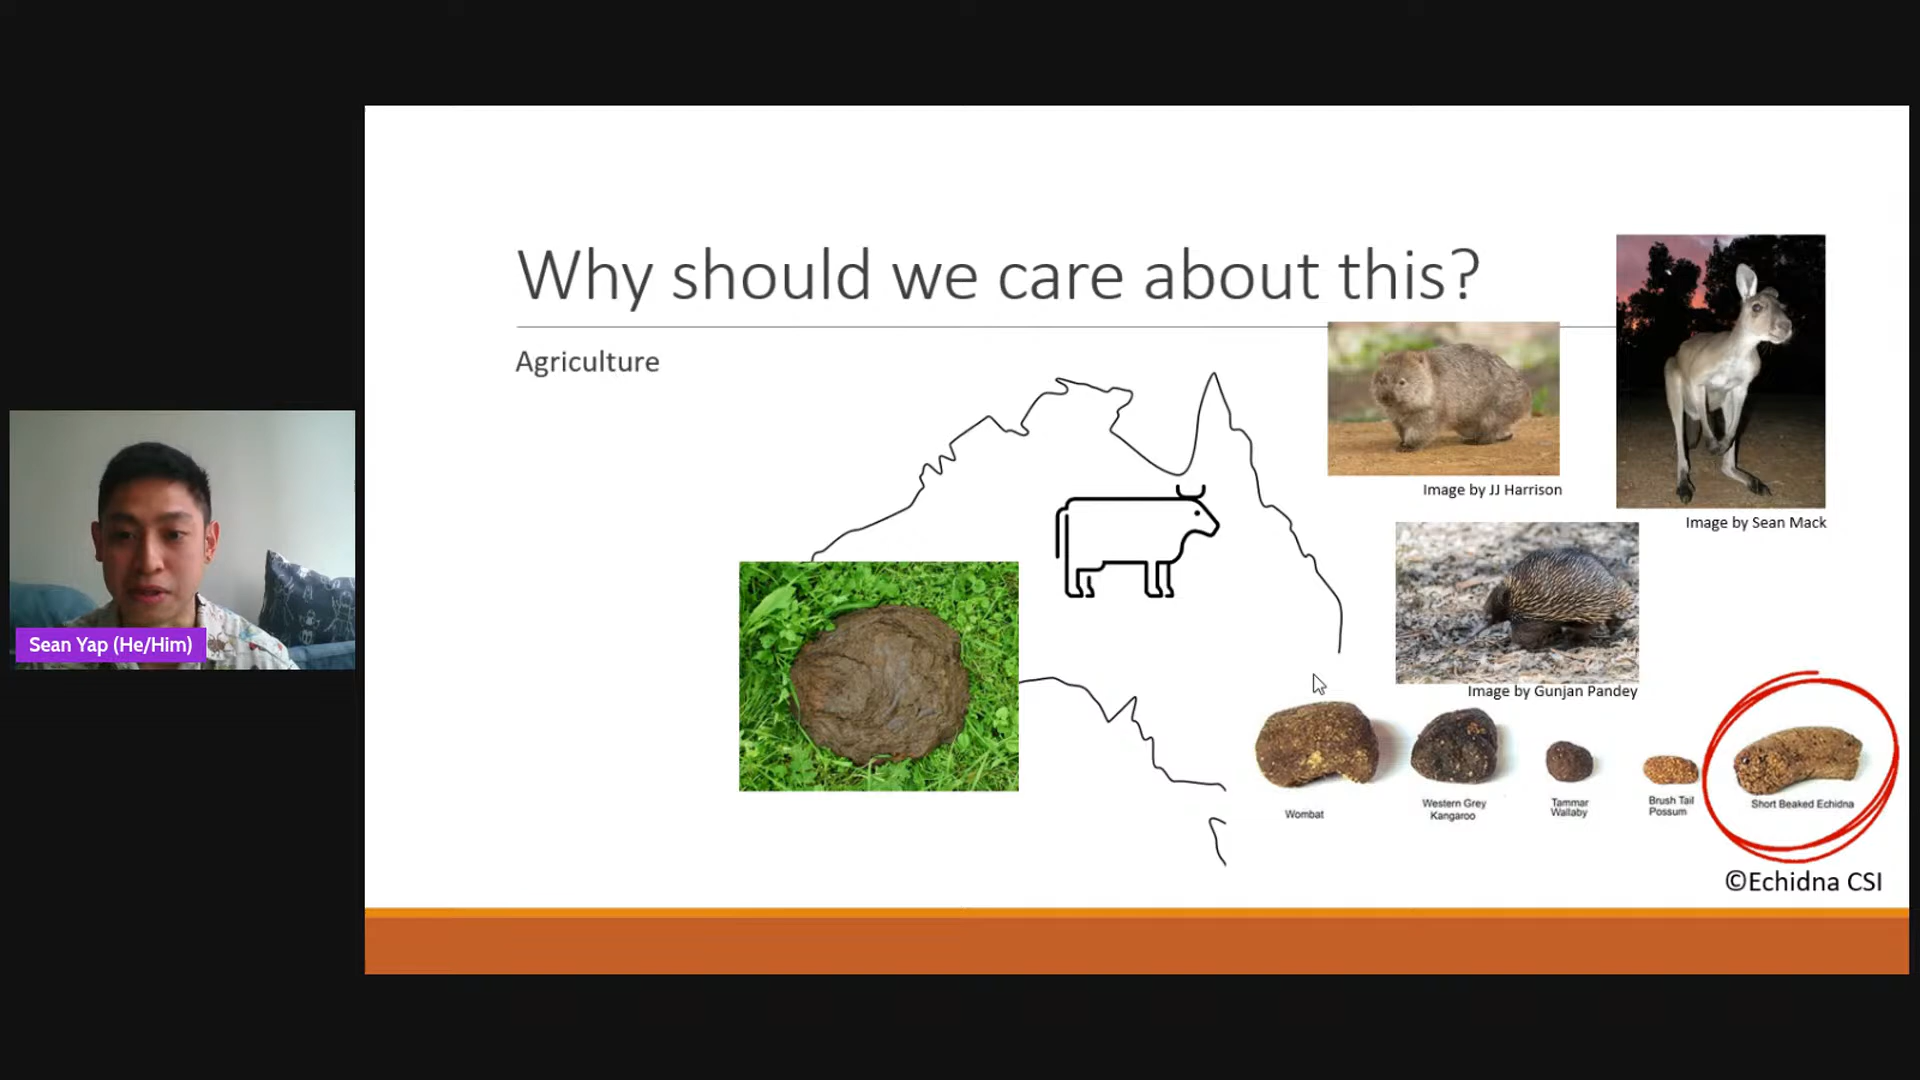 Why should we care about this?
Agriculture
Image by JJ Harrison
Image by Sean Mack
Image by Gunjan Pandey
Sean Yap (He/Him)
Wombat
Western Grey
Kangaroo
Tammar
Wallaby
Brush Tail
Possum
Short Beaked Echidna
©Echidna CSI